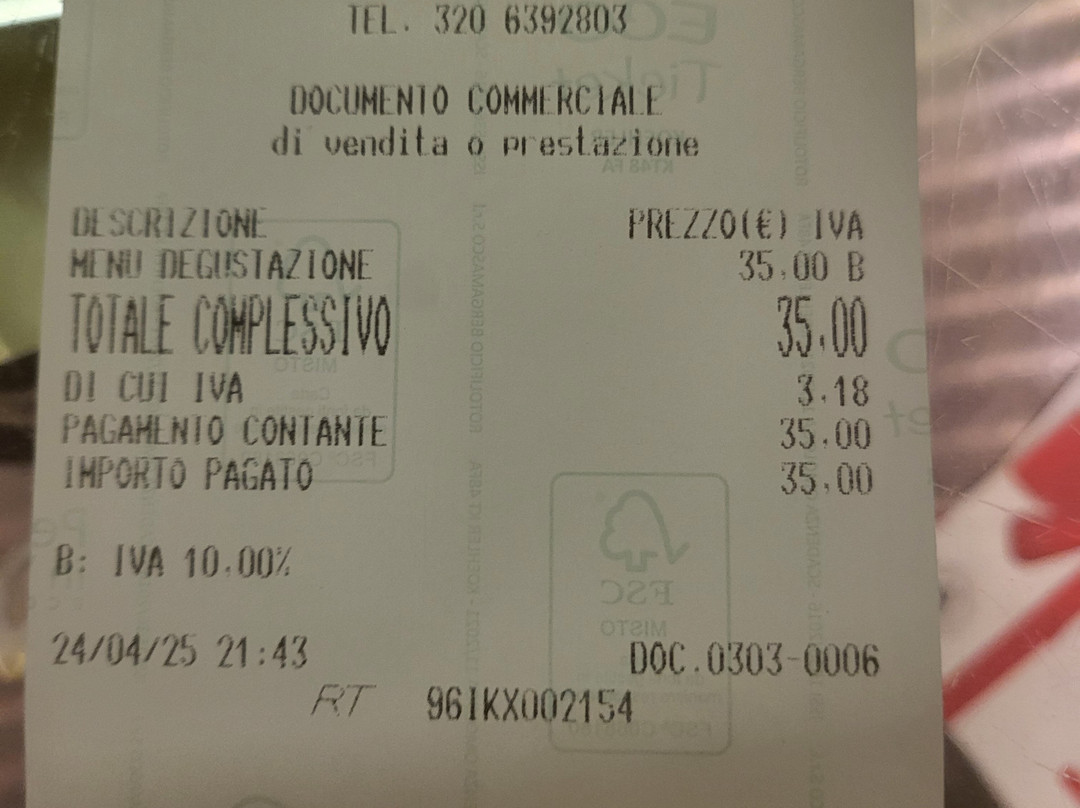 TEL. 320 6392803
DOCUMENTO COMMERCIALE
di vendita o prestazione
DESCRIZIONE PREZZO(€) IVA
MENU DEGUSTAZIONE 35,00 B
TOTALE COMPLESSIVO 35,00
DI CUI IVA 3,18
PAGAMENTO CONTANTE 35,00
IMPORTO PAGATO 35,00
B: IVA 10,00%
24/04/25 21:43 DOC.0303-0006
RT 96IKX002154